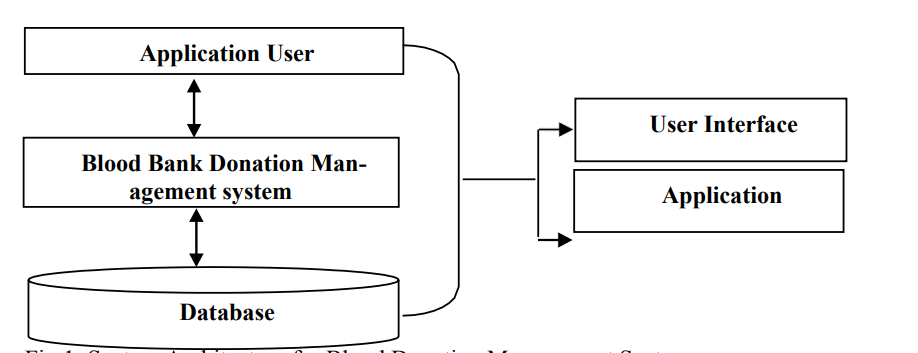 Application User
Blood Bank Donation Man-
agement system
Database
User Interface
Application